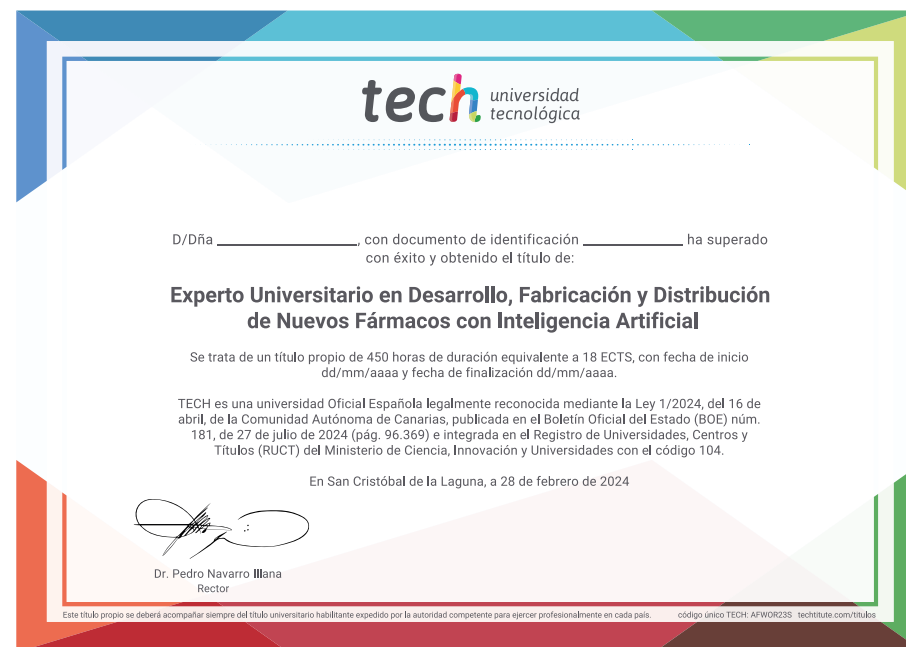 tech universidad
tecnológica
D/Dña ____________________, con documento de identificación ______________ ha superado
con éxito y obtenido el título de:
Experto Universitario en Desarrollo, Fabricación y Distribución
de Nuevos Fármacos con Inteligencia Artificial
Se trata de un título propio de 450 horas de duración equivalente a 18 ECTS, con fecha de inicio
dd/mm/aaaa y fecha de finalización dd/mm/aaaa.
TECH es una universidad Oficial Española legalmente reconocida mediante la Ley 1/2024, del 16 de
abril, de la Comunidad Autónoma de Canarias, publicada en el Boletín Oficial del Estado (BOE) núm.
181, de 27 de julio de 2024 (pág. 96.369) e integrada en el Registro de Universidades, Centros y
Títulos (RUCT) del Ministerio de Ciencia, Innovación y Universidades con el código 104.
En San Cristóbal de la Laguna, a 28 de febrero de 2024
Dr. Pedro Navarro Illana
Rector
Este título propio se deberá acompañar siempre del título universitario habilitante expedido por la autoridad competente para ejercer profesionalmente en cada país. código único TECH: AFWOR23S techtitute.com/titulos